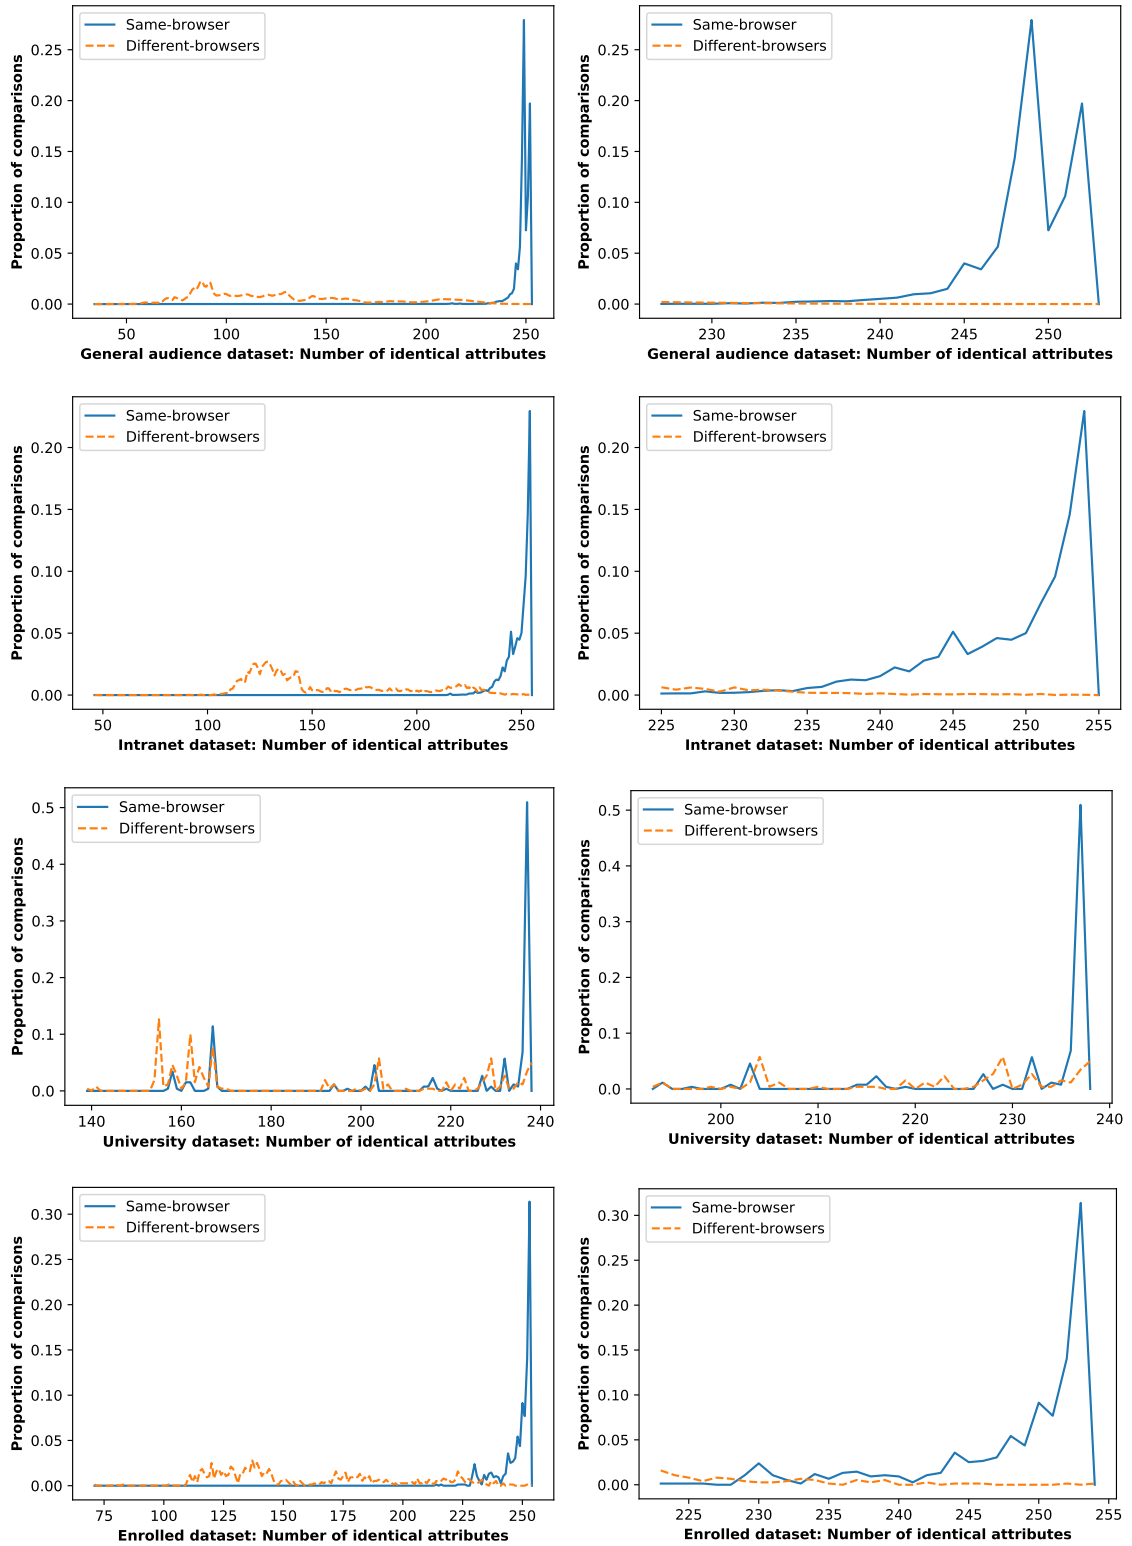 Same-browser
Different-browsers
0.25
0.20
0.15
0.10
0.05
0.00
Proportion of comparisons
50 100 150 200 250
General audience dataset: Number of identical attributes
Same-browser
Different-browsers
0.25
0.20
0.15
0.10
0.05
0.00
Proportion of comparisons
230 235 240 245 250
General audience dataset: Number of identical attributes
Same-browser
Different-browsers
0.20
0.15
0.10
0.05
0.00
Proportion of comparisons
50 100 150 200 250
Intranet dataset: Number of identical attributes
Same-browser
Different-browsers
0.20
0.15
0.10
0.05
0.00
Proportion of comparisons
225 230 235 240 245 250 255
Intranet dataset: Number of identical attributes
Same-browser
Different-browsers
0.5
0.4
0.3
0.2
0.1
0.0
Proportion of comparisons
140 160 180 200 220 240
University dataset: Number of identical attributes
Same-browser
Different-browsers
0.5
0.4
0.3
0.2
0.1
0.0
Proportion of comparisons
200 210 220 230 240
University dataset: Number of identical attributes
Same-browser
Different-browsers
0.30
0.25
0.20
0.15
0.10
0.05
0.00
Proportion of comparisons
75 100 125 150 175 200 225 250
Enrolled dataset: Number of identical attributes
Same-browser
Different-browsers
0.30
0.25
0.20
0.15
0.10
0.05
0.00
Proportion of comparisons
225 230 235 240 245 250 255
Enrolled dataset: Number of identical attributes